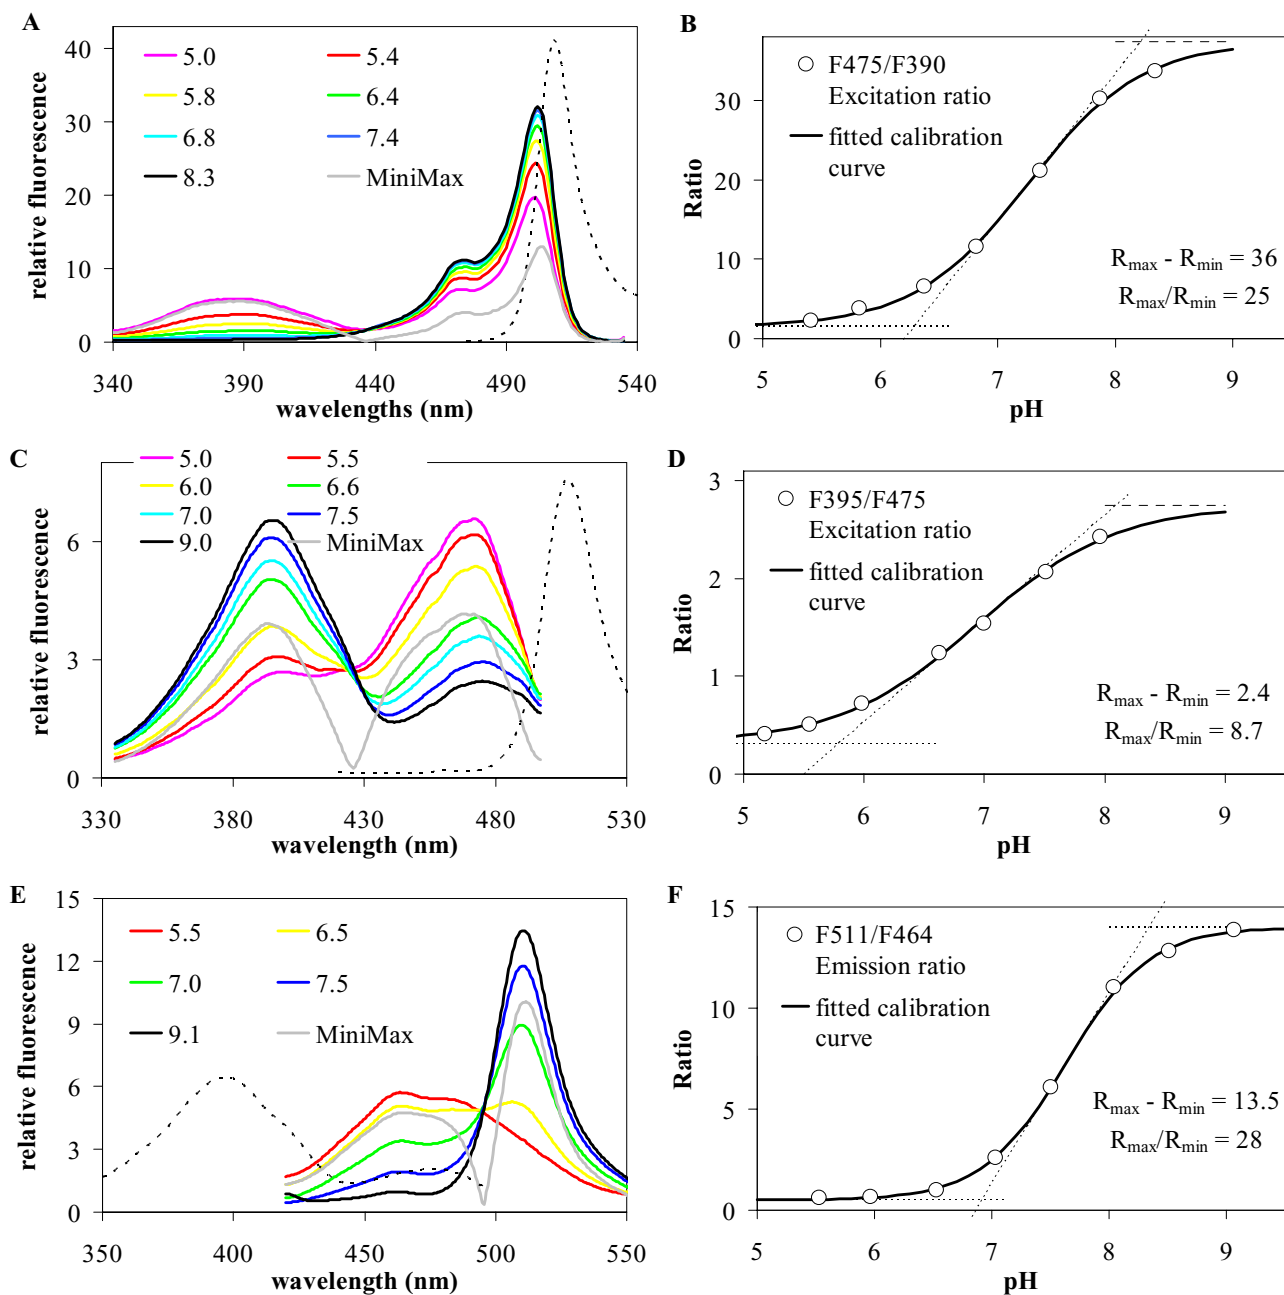 A
5.0
5.4
5.8
6.4
6.8
7.4
8.3
MiniMax
relative fluorescence
40
30
20
10
0
340
390
440
490
540
wavelengths (nm)
B
F475/F390
Excitation ratio
fitted calibration
curve
Rmax - Rmin = 36
Rmax/Rmin = 25
Ratio
30
20
10
0
5
6
7
8
9
pH
C
5.0
5.5
6.0
6.6
7.0
7.5
9.0
MiniMax
relative fluorescence
6
3
0
330
380
430
480
530
wavelength (nm)
D
F395/F475
Excitation ratio
fitted calibration
curve
Rmax - Rmin = 2.4
Rmax/Rmin = 8.7
Ratio
3
2
1
0
5
6
7
8
9
pH
E
5.5
6.5
7.0
7.5
9.1
MiniMax
relative fluorescence
15
12
9
6
3
0
350
400
450
500
550
wavelength (nm)
F
F511/F464
Emission ratio
fitted calibration
curve
Rmax - Rmin = 13.5
Rmax/Rmin = 28
Ratio
15
10
5
0
5
6
7
8
9
pH